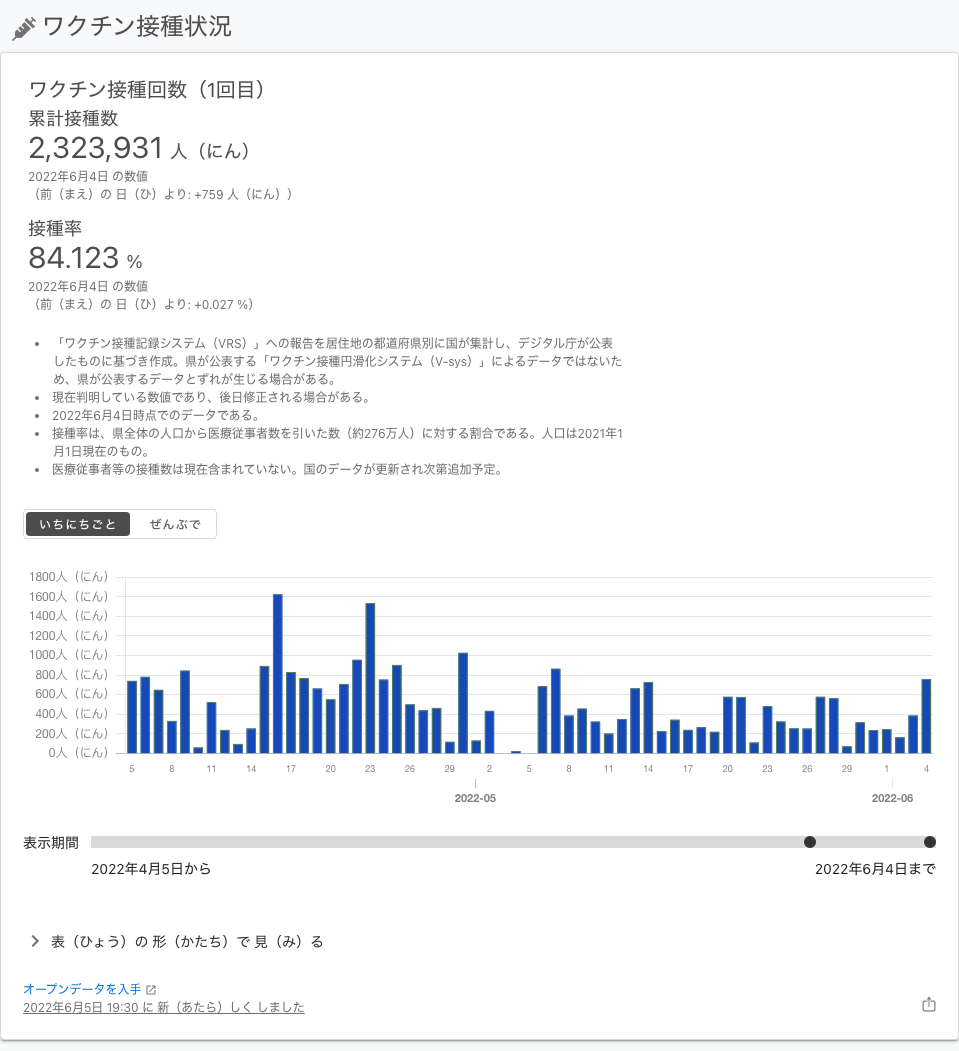 ワクチン接種状況
ワクチン接種回数（1回目）
累計接種数
2,323,931 人（にん）
2022年6月4日 の数値
（前（まえ）の 日（ひ）より: +759 人（にん））
接種率
84.123 %
2022年6月4日 の数値
（前（まえ）の 日（ひ）より: +0.027 %）
• 「ワクチン接種記録システム（VRS）」への報告を居住地の都道府県別に国が集計し、デジタル庁が公表
したものに基づき作成。県が公表する「ワクチン接種円滑化システム（V-sys）」によるデータではないた
め、県が公表するデータとずれが生じる場合がある。
• 現在判明している数値であり、後日修正される場合がある。
• 2022年6月4日時点でのデータである。
• 接種率は、県全体の人口から医療従事者数を引いた数（約276万人）に対する割合である。人口は2021年1
月1日現在のもの。
• 医療従事者等の接種数は現在含まれていない。国のデータが更新され次第追加予定。
いちにちごと ぜんぶで
1800人（にん）
1600人（にん）
1400人（にん）
1200人（にん）
1000人（にん）
800人（にん）
600人（にん）
400人（にん）
200人（にん）
0人（にん）
5 8 11 14 17 20 23 26 29 2 5 8 11 14 17 20 23 26 29 1 4
2022-05 2022-06
表示期間
2022年4月5日から 2022年6月4日まで
表（ひょう）の 形（かたち）で 見（み）る
オープンデータを入手
2022年6月5日 19:30 に 新（あたら）しく しました